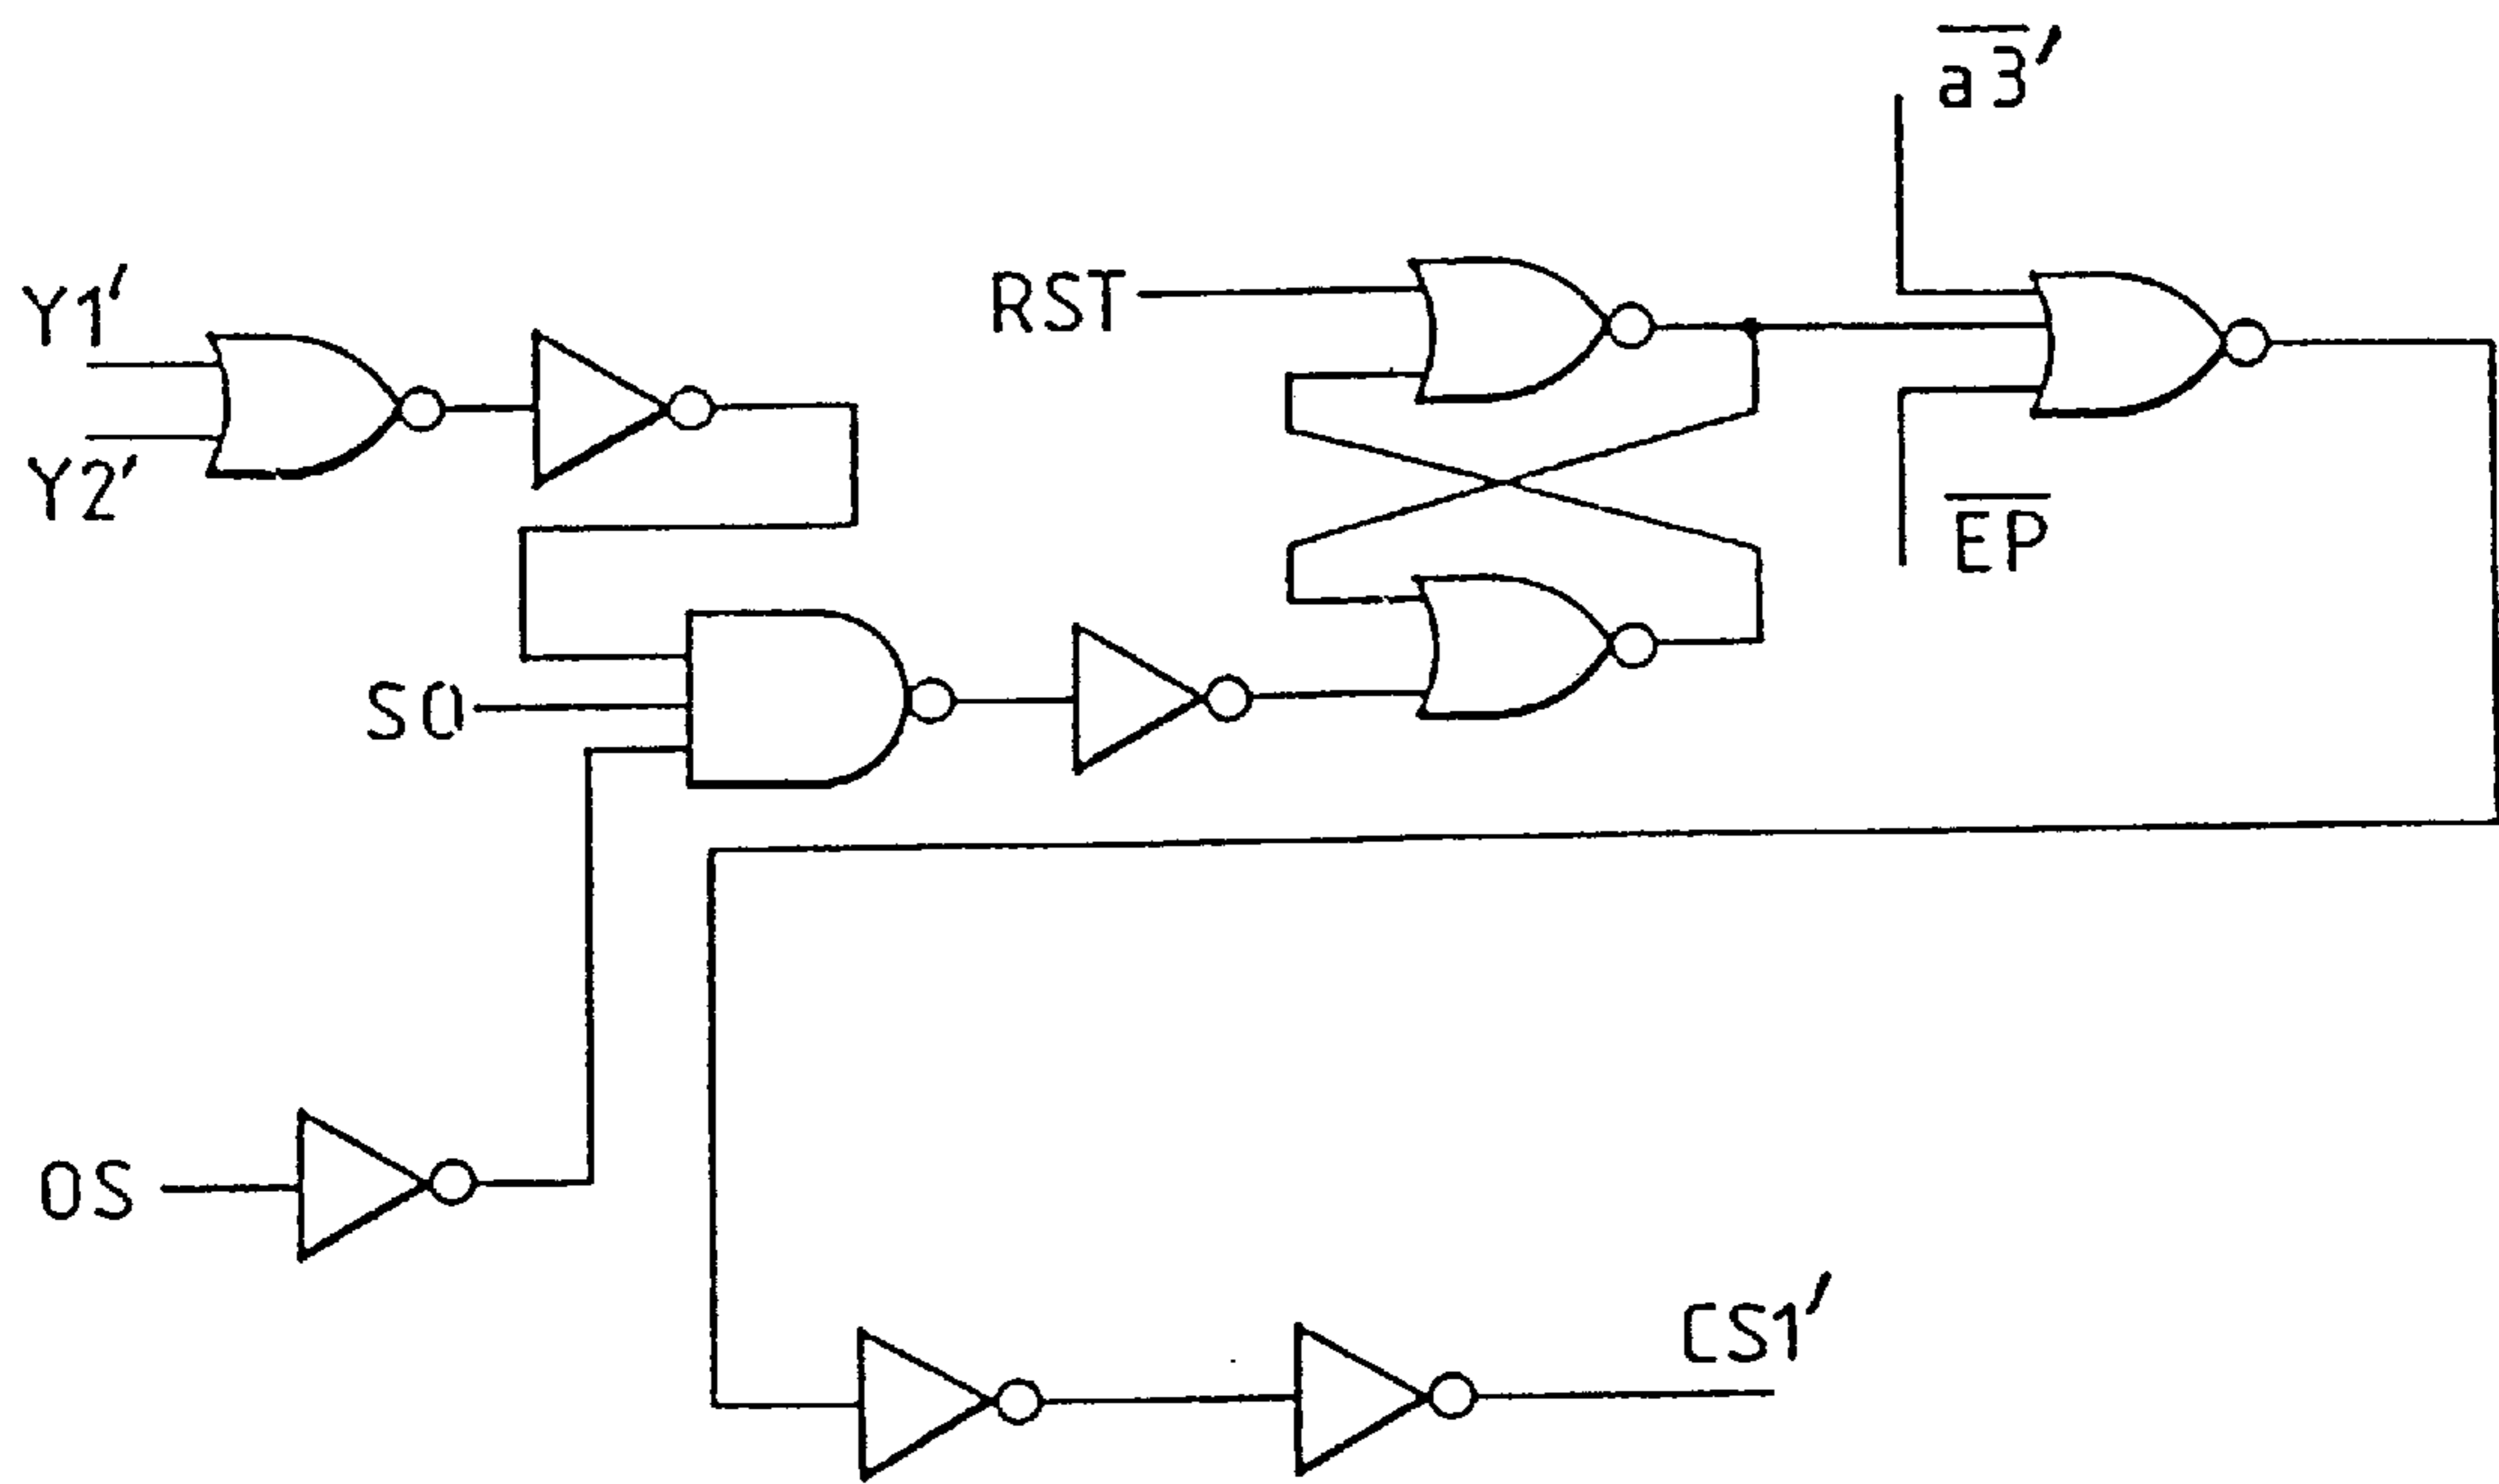 a3′
Y1′
RST
Y2′
EP
S0
OS
CS1′